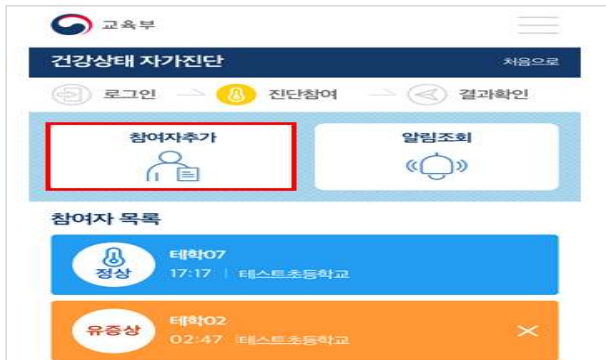 교육부
건강상태 자가진단 처음으로
로그인 진단참여 결과확인
참여자추가 알림조회
참여자 목록
정상 테학07
17:17 | 테스트초등학교
유증상 테학02
02:47 테스트초등학교